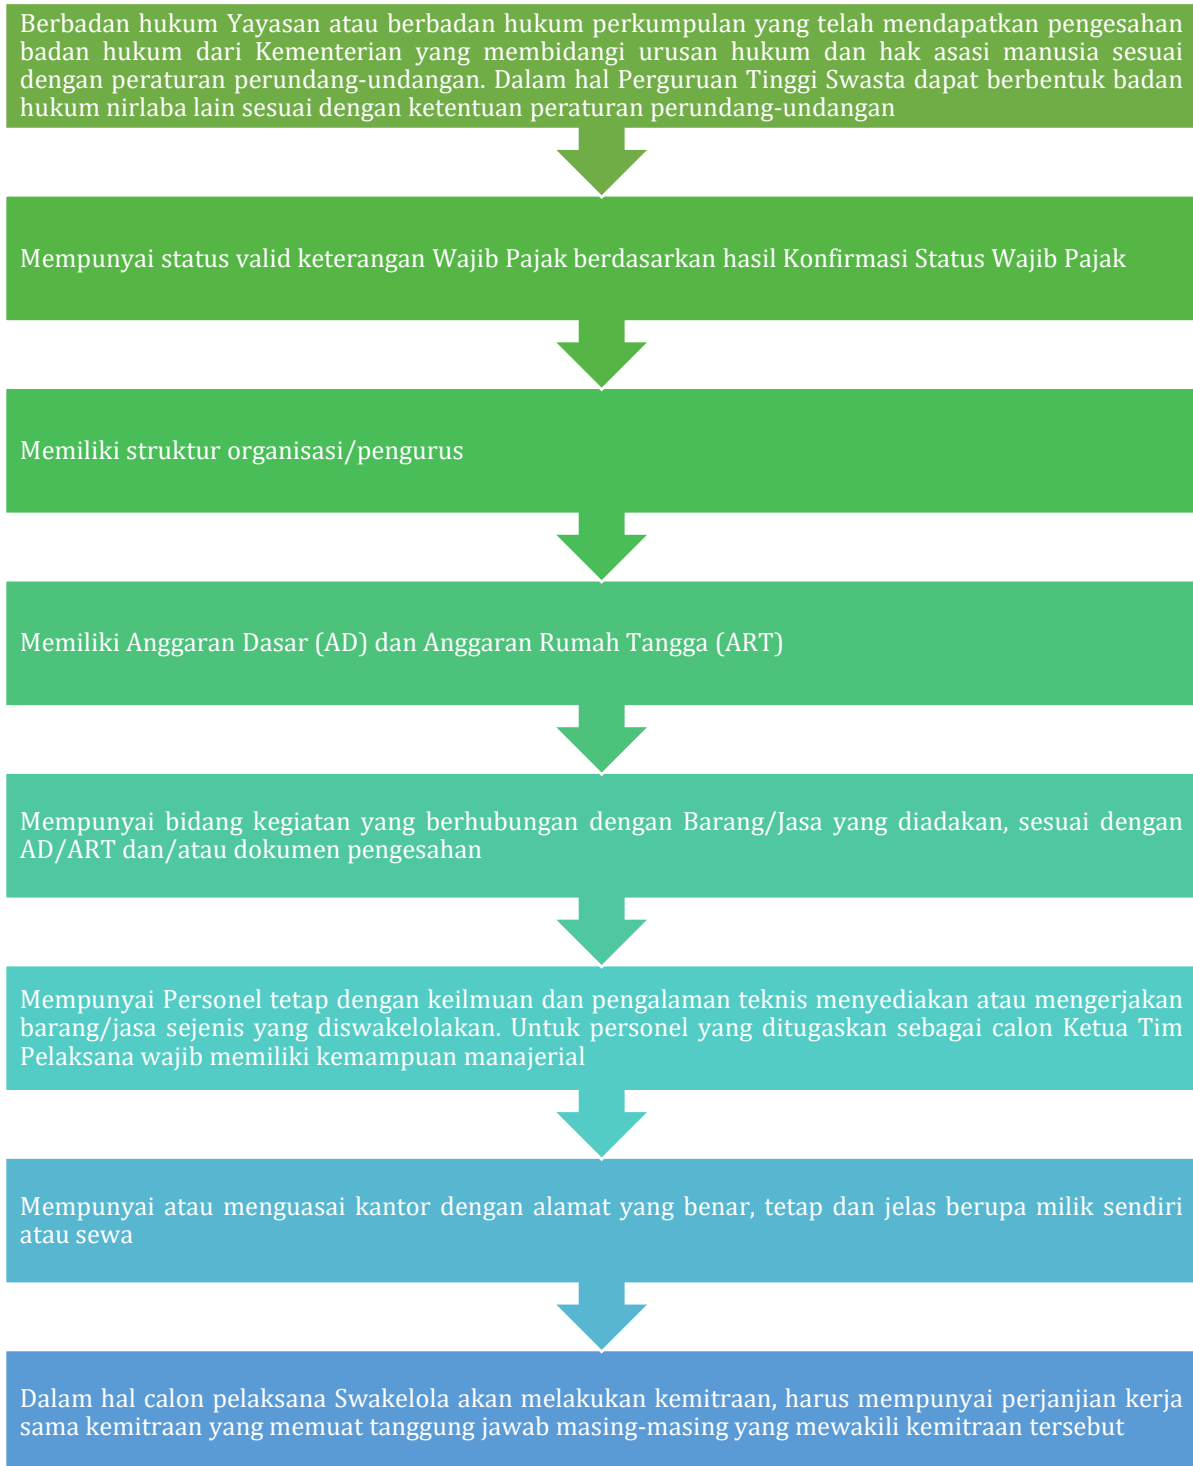 Berbadan hukum Yayasan atau berbadan hukum perkumpulan yang telah mendapatkan pengesahan
badan hukum dari Kementerian yang membidangi urusan hukum dan hak asasi manusia sesuai
dengan peraturan perundang-undangan. Dalam hal Perguruan Tinggi Swasta dapat berbentuk badan
hukum nirlaba lain sesuai dengan ketentuan peraturan perundang-undangan
Mempunyai status valid keterangan Wajib Pajak berdasarkan hasil Konfirmasi Status Wajib Pajak
Memiliki struktur organisasi/pengurus
Memiliki Anggaran Dasar (AD) dan Anggaran Rumah Tangga (ART)
Mempunyai bidang kegiatan yang berhubungan dengan Barang/Jasa yang diadakan, sesuai dengan
AD/ART dan/atau dokumen pengesahan
Mempunyai Personel tetap dengan keilmuan dan pengalaman teknis menyediakan atau mengerjakan
barang/jasa sejenis yang diswakelolakan. Untuk personel yang ditugaskan sebagai calon Ketua Tim
Pelaksana wajib memiliki kemampuan manajerial
Mempunyai atau menguasai kantor dengan alamat yang benar, tetap dan jelas berupa milik sendiri
atau sewa
Dalam hal calon pelaksana Swakelola akan melakukan kemitraan, harus mempunyai perjanjian kerja
sama kemitraan yang memuat tanggung jawab masing-masing yang mewakili kemitraan tersebut